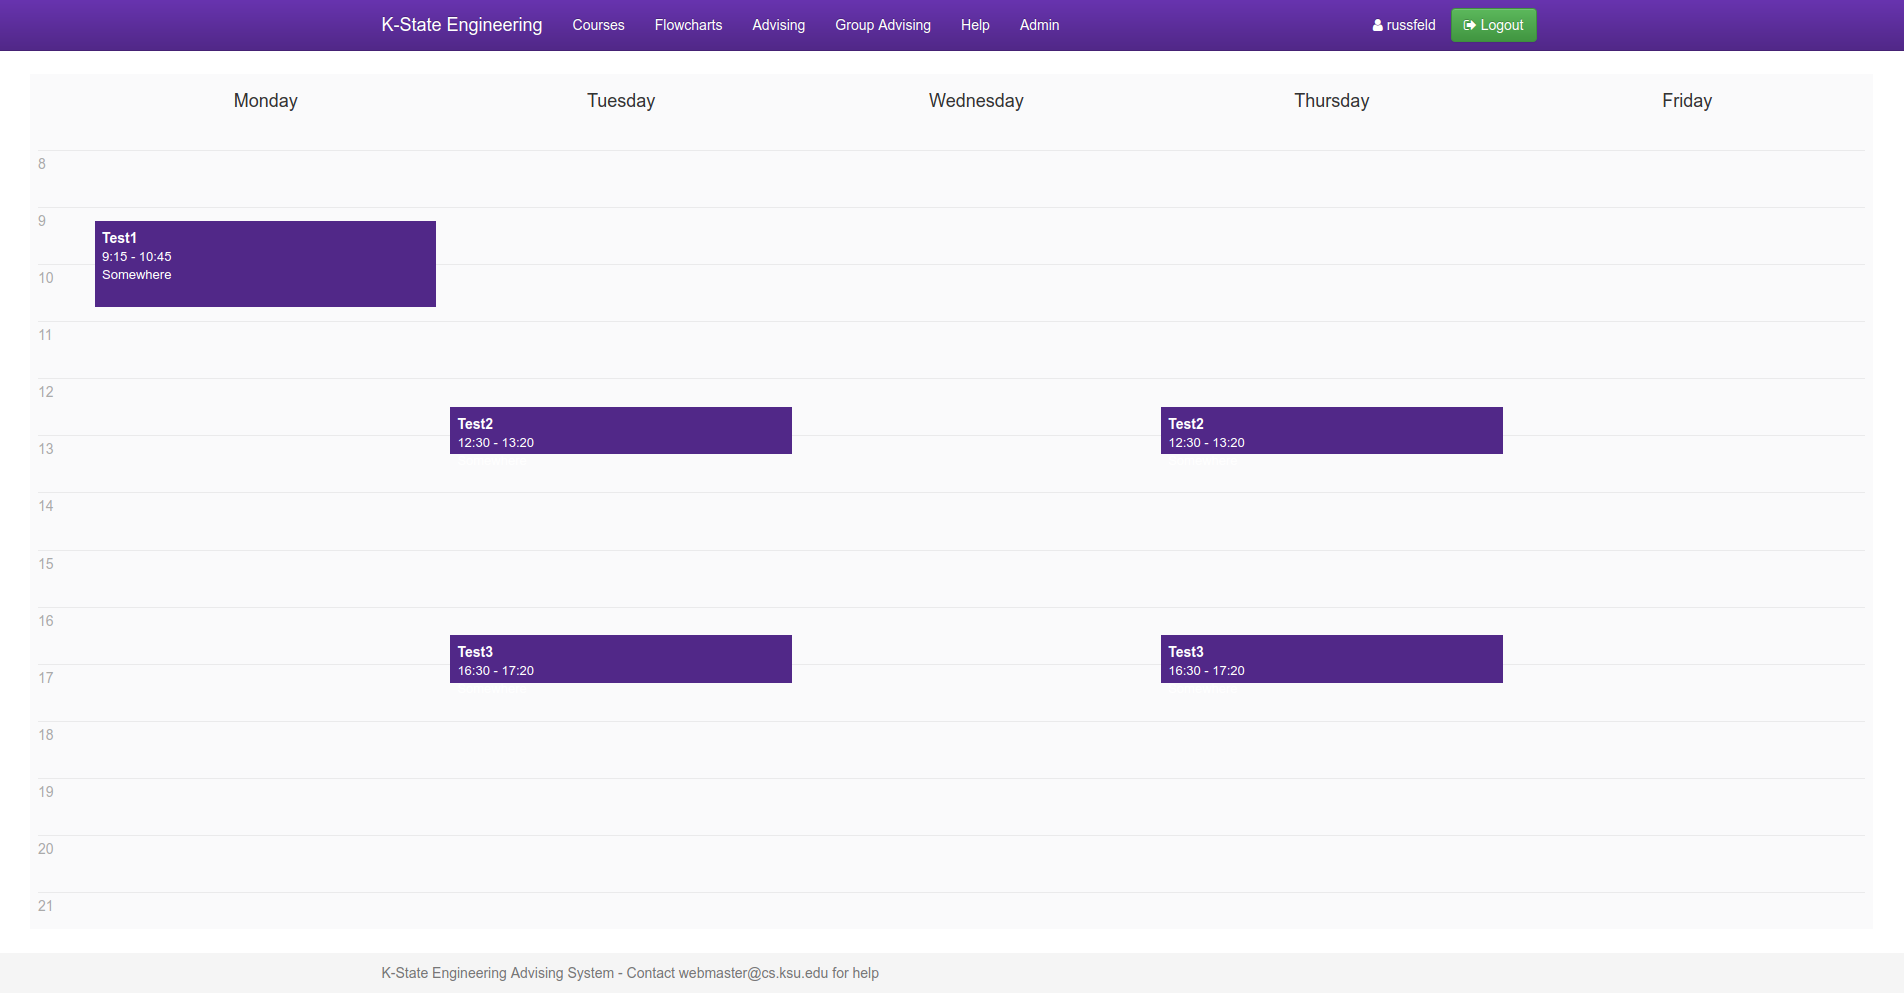 K-State Engineering Courses Flowcharts Advising Group Advising Help Admin russfeld Logout
Monday Tuesday Wednesday Thursday Friday
8
9
Test1
9:15 - 10:45
Somewhere
10
11
12
Test2 Test2
12:30 - 13:20 12:30 - 13:20
13
14
15
16
Test3 Test3
16:30 - 17:20 16:30 - 17:20
17
18
19
20
21
K-State Engineering Advising System - Contact webmaster@cs.ksu.edu for help